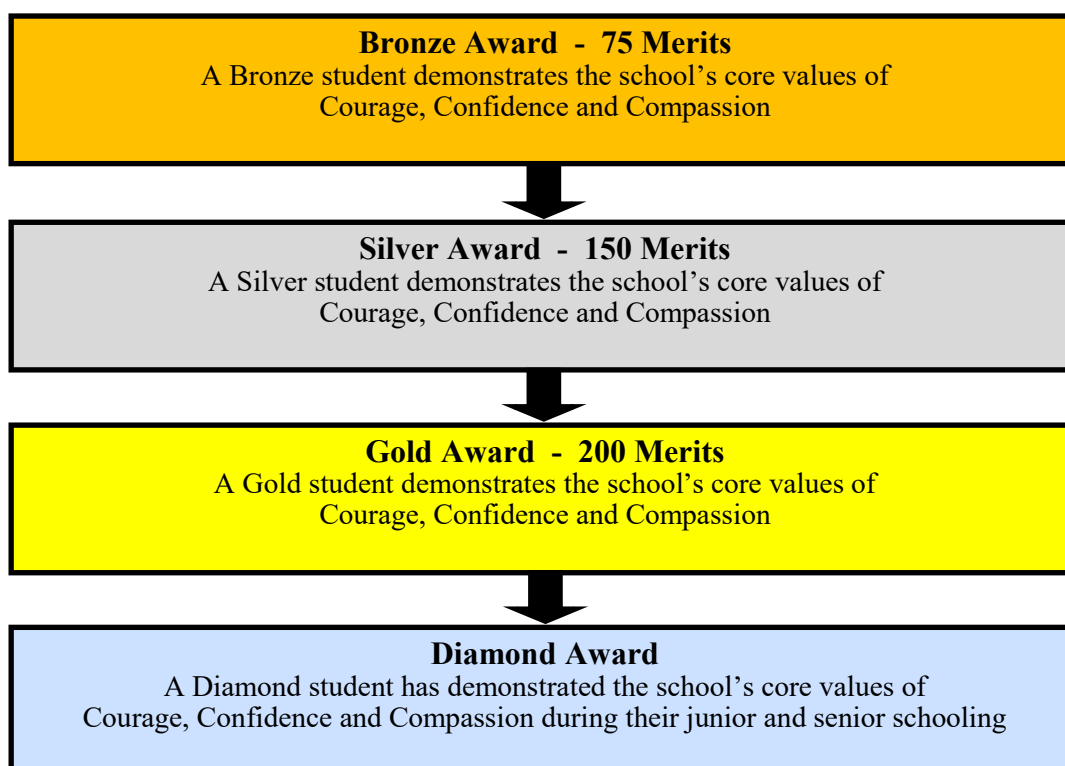 Bronze Award - 75 Merits
A Bronze student demonstrates the school’s core values of
Courage, Confidence and Compassion
Silver Award - 150 Merits
A Silver student demonstrates the school’s core values of
Courage, Confidence and Compassion
Gold Award - 200 Merits
A Gold student demonstrates the school’s core values of
Courage, Confidence and Compassion
Diamond Award
A Diamond student has demonstrated the school’s core values of
Courage, Confidence and Compassion during their junior and senior schooling